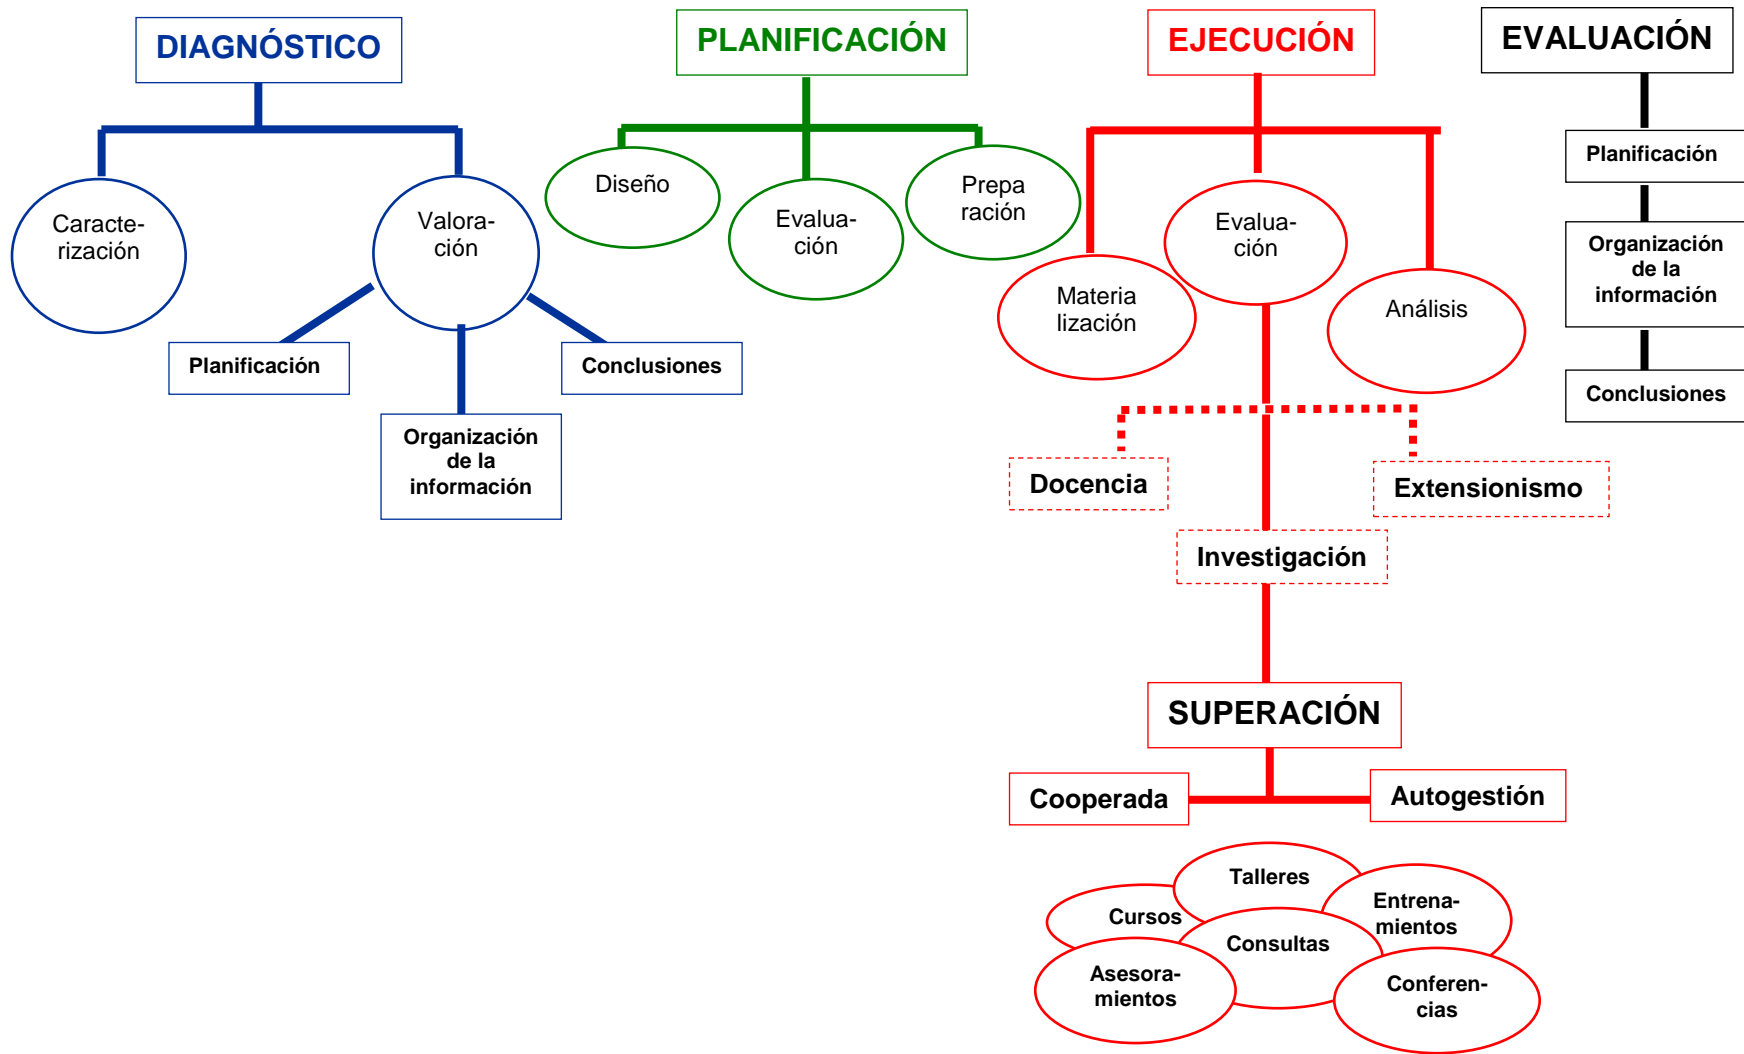 DIAGNÓSTICO
Caracte-
rización
Valora-
ción
Planificación
Organización
de la
información
Conclusiones
PLANIFICACIÓN
Diseño
Evalua-
ción
Prepa
ración
EJECUCIÓN
Materia
lización
Evalua-
ción
Análisis
Docencia
Extensionismo
Investigación
SUPERACIÓN
Cooperada
Autogestión
Talleres
Cursos
Entrena-
mientos
Consultas
Asesora-
mientos
Conferen-
cias
EVALUACIÓN
Planificación
Organización
de la
información
Conclusiones